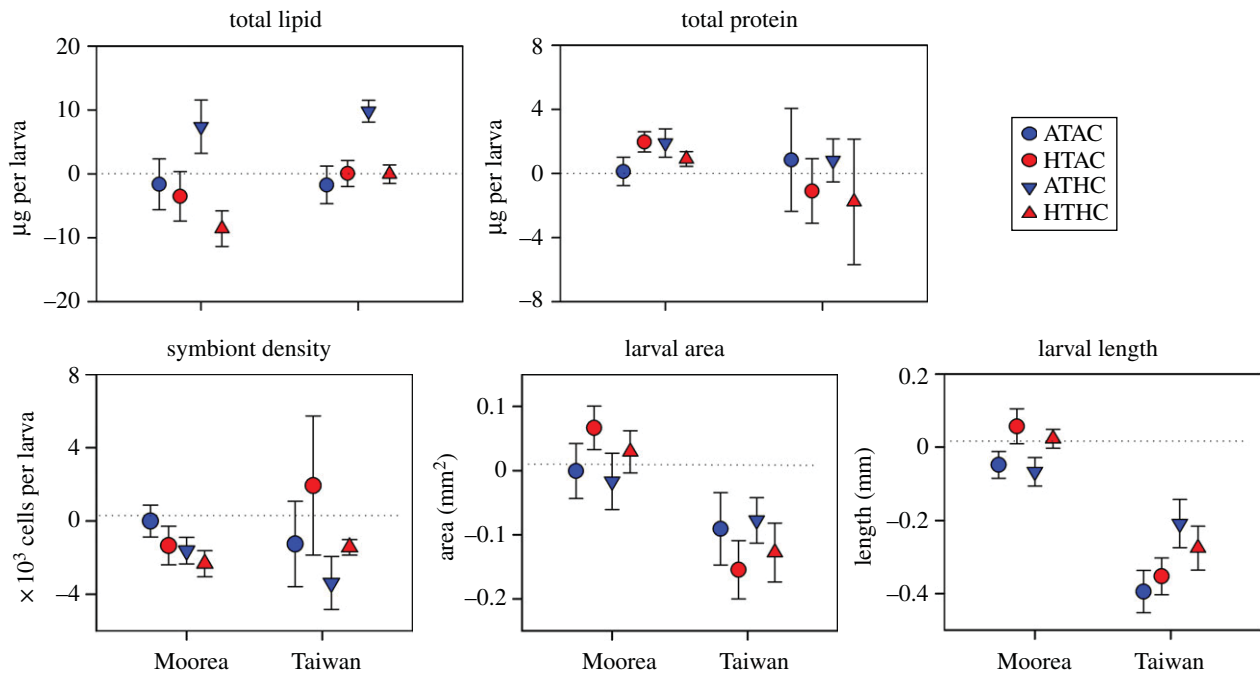 total lipid
total protein
20
10
0
–10
–20
µg per larva
8
4
0
–4
–8
µg per larva
ATAC
HTAC
ATHC
HTHC
symbiont density
larval area
larval length
8
4
0
–4
× 10³ cells per larva
Moorea
Taiwan
0.1
0
–0.1
–0.2
area (mm²)
Moorea
Taiwan
0.2
0
–0.2
–0.4
length (mm)
Moorea
Taiwan